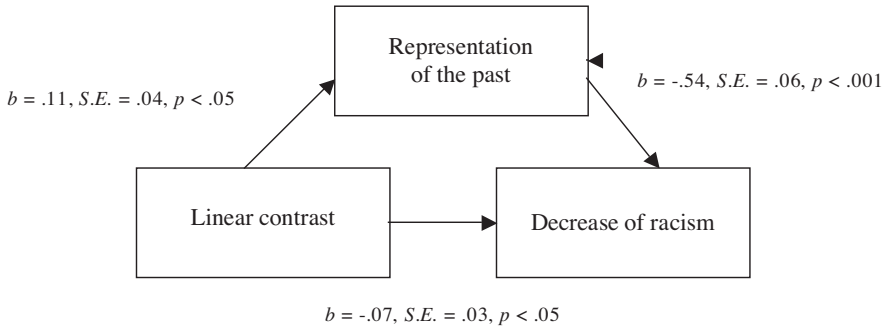 Representation
of the past
b = .11, S.E. = .04, p < .05
b = -.54, S.E. = .06, p < .001
Linear contrast
Decrease of racism
b = -.07, S.E. = .03, p < .05